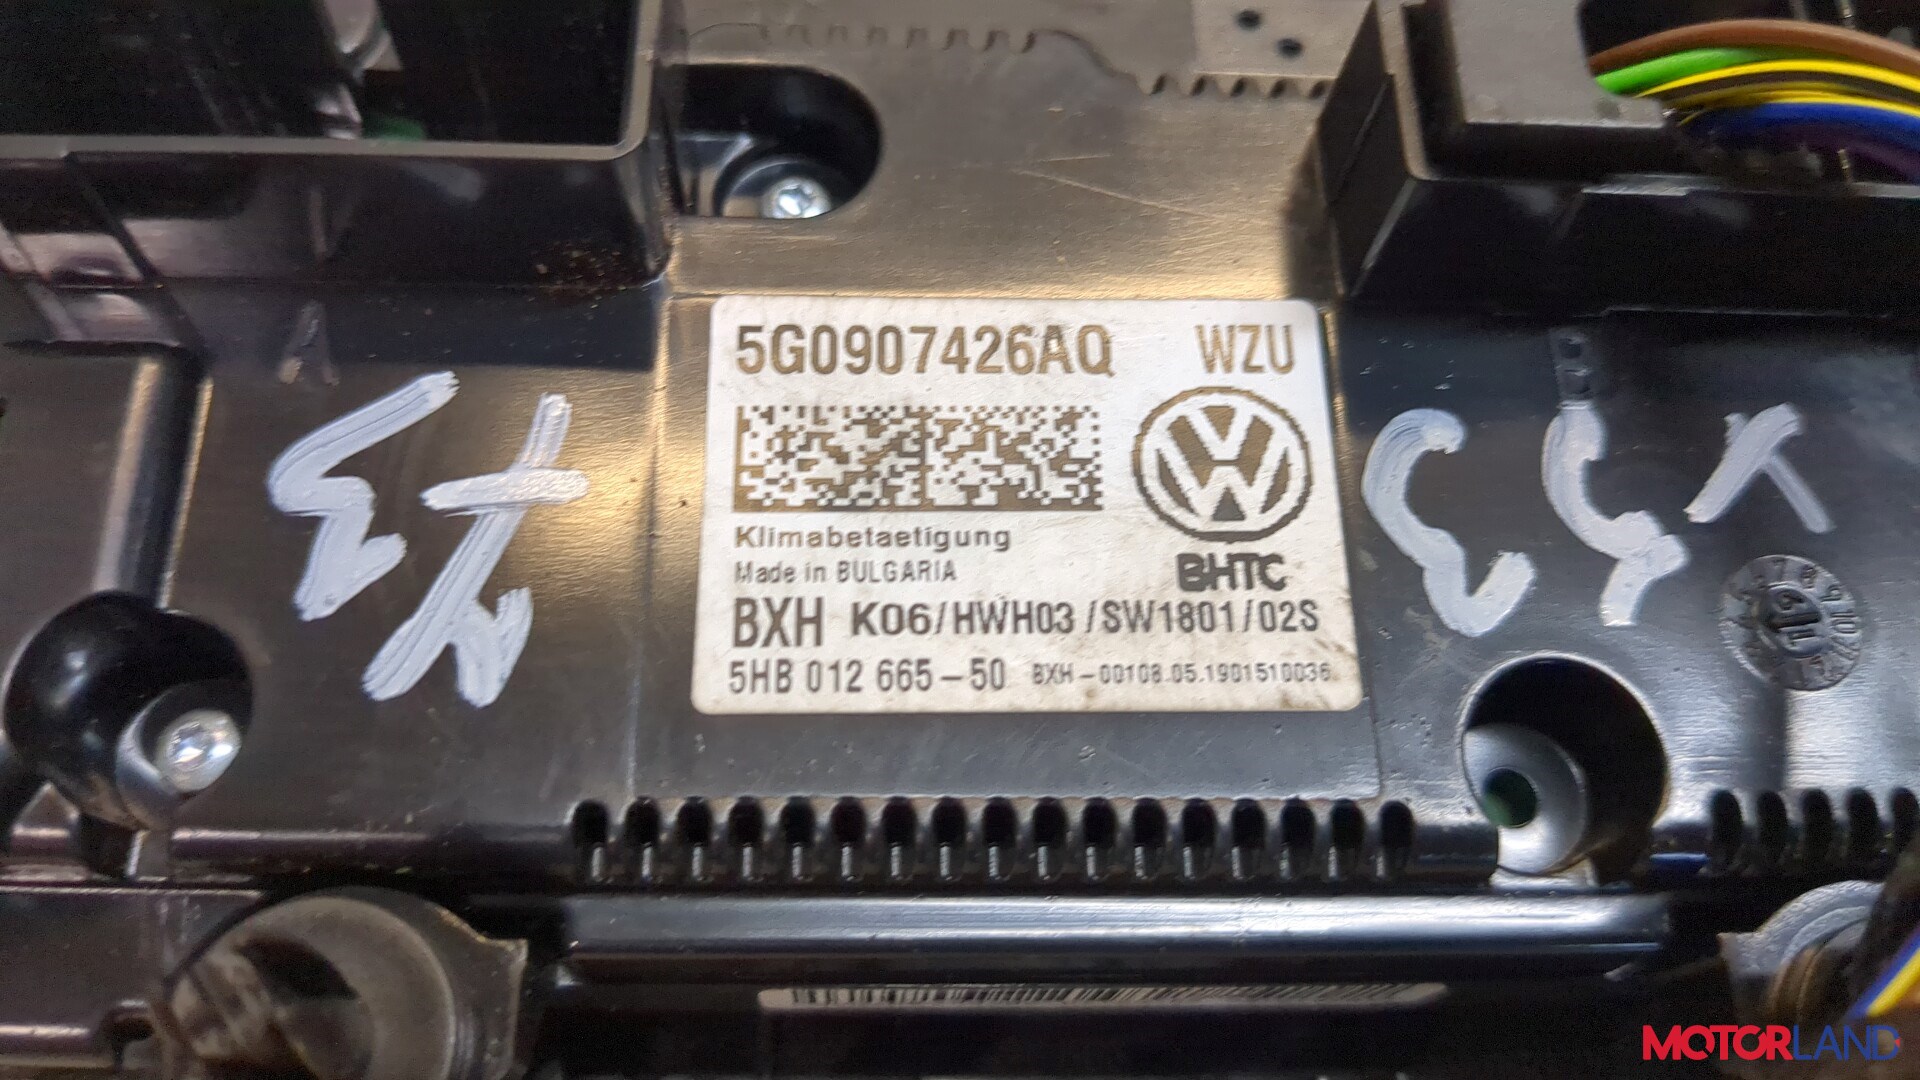 5G0907426AQ WZU
Klimabetaetigung
Made in BULGARIA
BHTC
BXH K06/HWH03/SW1801/02S
5HB 012 665-50 BXH-00108.05.1901510036
MOTORLAND